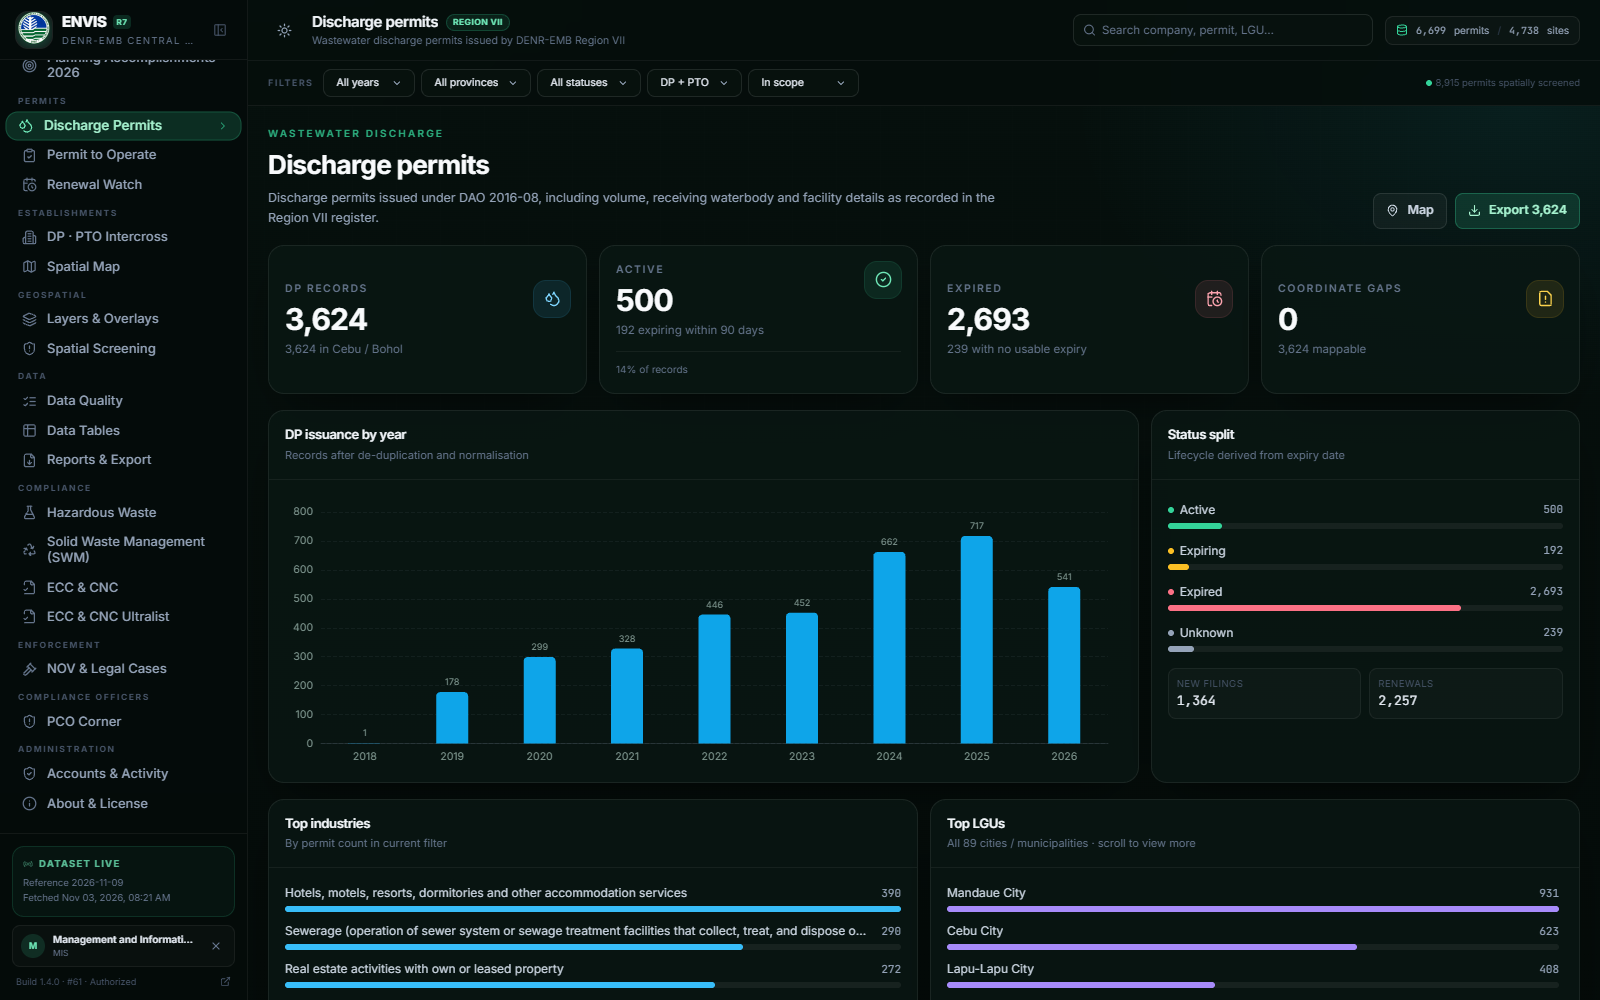 ENVIS R7
DENR-EMB CENTRAL ...
Planning Accomplishments
2026
PERMITS
Discharge Permits
Permit to Operate
Renewal Watch
ESTABLISHMENTS
DP · PTO Intercross
Spatial Map
GEOSPATIAL
Layers & Overlays
Spatial Screening
DATA
Data Quality
Data Tables
Reports & Export
COMPLIANCE
Hazardous Waste
Solid Waste Management
(SWM)
ECC & CNC
ECC & CNC Ultralist
ENFORCEMENT
NOV & Legal Cases
COMPLIANCE OFFICERS
PCO Corner
ADMINISTRATION
Accounts & Activity
About & License
DATASET LIVE
Reference 2026-11-09
Fetched Nov 03, 2026, 08:21 AM
M
Management and Informati...
MIS
Build 1.4.0 · #61 · Authorized
Discharge permits REGION VII
Wastewater discharge permits issued by DENR-EMB Region VII
Search company, permit, LGU...
6,699 permits / 4,738 sites
FILTERS All years All provinces All statuses DP + PTO In scope
8,915 permits spatially screened
WASTEWATER DISCHARGE
Discharge permits
Discharge permits issued under DAO 2016-08, including volume, receiving waterbody and facility details as recorded in the
Region VII register.
Map
Export 3,624
DP RECORDS
3,624
3,624 in Cebu / Bohol
ACTIVE
500
192 expiring within 90 days
14% of records
EXPIRED
2,693
239 with no usable expiry
COORDINATE GAPS
0
3,624 mappable
DP issuance by year
Records after de-duplication and normalisation
800
700
600
500
400
300
200
100
0
1
178
299
328
446
452
662
717
541
2018 2019 2020 2021 2022 2023 2024 2025 2026
Status split
Lifecycle derived from expiry date
Active 500
Expiring 192
Expired 2,693
Unknown 239
NEW FILINGS
1,364
RENEWALS
2,257
Top industries
By permit count in current filter
Hotels, motels, resorts, dormitories and other accommodation services 390
Sewerage (operation of sewer system or sewage treatment facilities that collect, treat, and dispose o... 290
Real estate activities with own or leased property 272
Top LGUs
All 89 cities / municipalities · scroll to view more
Mandaue City 931
Cebu City 623
Lapu-Lapu City 408